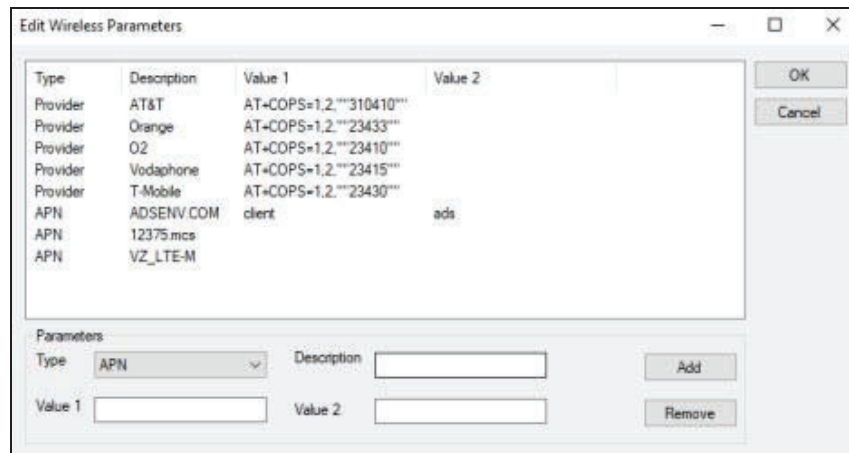 Edit Wireless Parameters
Type Description Value 1 Value 2
OK
Provider AT&T AT+COPS=1,2,""310410""
Cancel
Provider Orange AT+COPS=1,2,""23433""
Provider O2 AT+COPS=1,2,""23410""
Provider Vodaphone AT+COPS=1,2,""23415""
Provider T-Mobile AT+COPS=1,2,""23430""
APN ADSENV.COM client ads
APN 12375.mcs
APN VZ_LTE-M
Parameters
Type APN Description Add
Value 1 Value 2 Remove